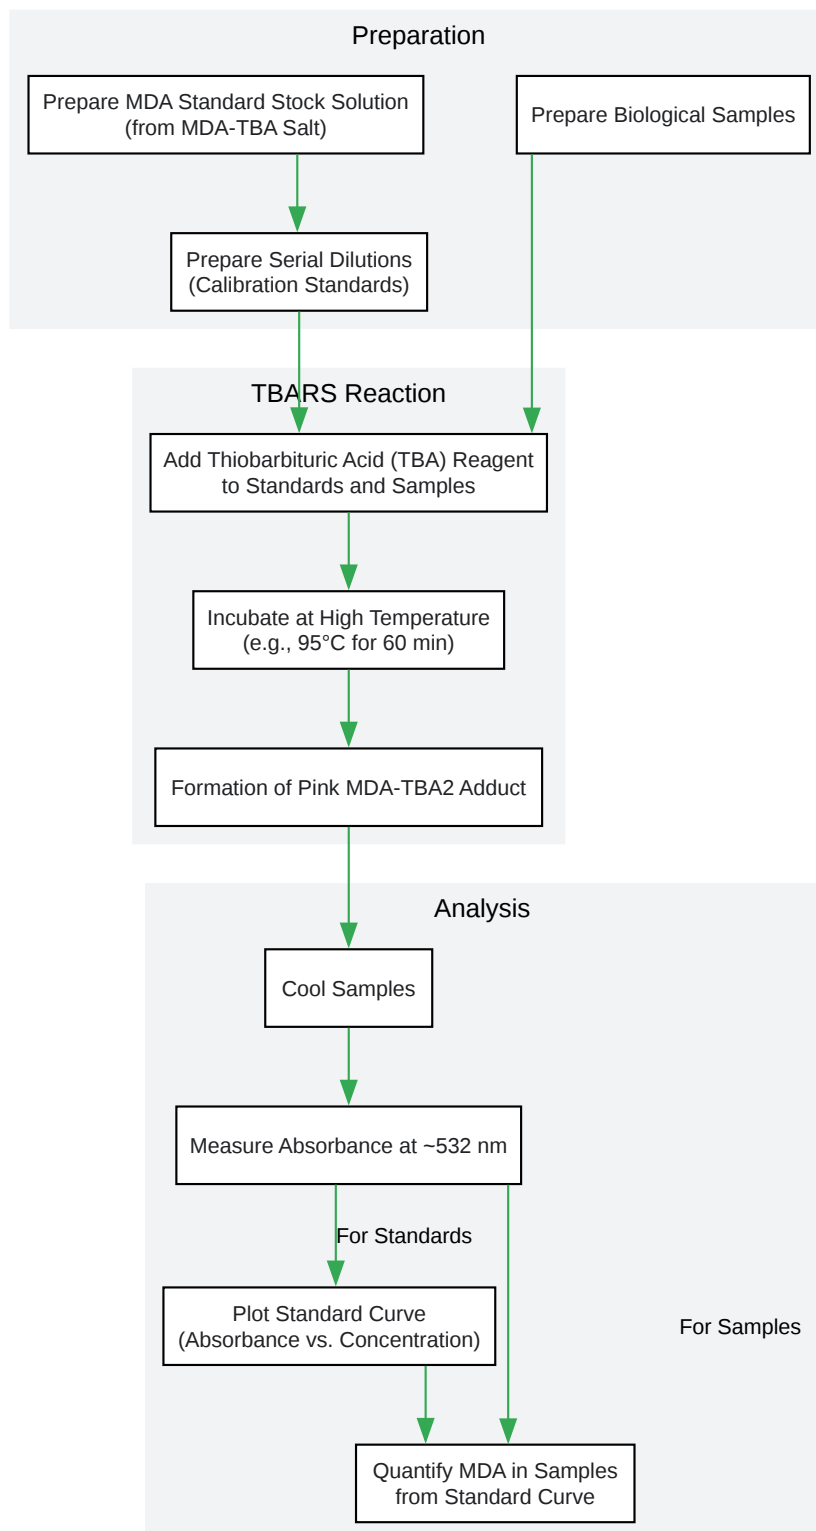 Preparation
Prepare MDA Standard Stock Solution
(from MDA-TBA Salt)
Prepare Biological Samples
Prepare Serial Dilutions
(Calibration Standards)
TBARS Reaction
Add Thiobarbituric Acid (TBA) Reagent
to Standards and Samples
Incubate at High Temperature
(e.g., 95°C for 60 min)
Formation of Pink MDA-TBA2 Adduct
Analysis
Cool Samples
Measure Absorbance at ~532 nm
For Standards
Plot Standard Curve
(Absorbance vs. Concentration)
For Samples
Quantify MDA in Samples
from Standard Curve